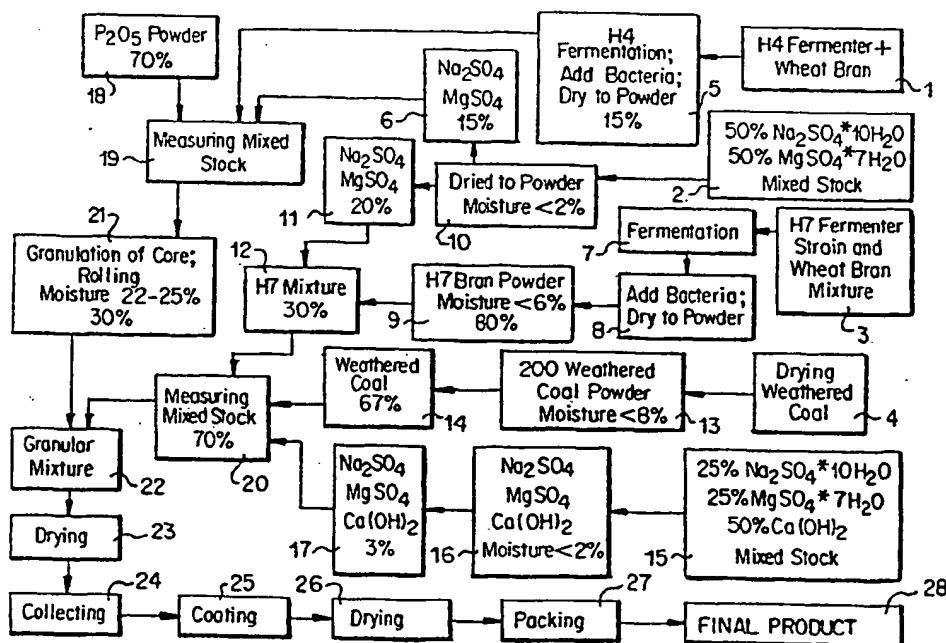 P2O5 Powder
70%
18
Na2SO4
MgSO4
15%
6
H4
Fermentation;
Add Bacteria;
Dry to Powder
15%
5
H4 Fermenter+
Wheat Bran
1
Measuring Mixed
Stock
19
Na2SO4
MgSO4
20%
11
Dried to Powder
Moisture <2%
10
50% Na2SO4*10H2O
50% MgSO4*7H2O
Mixed Stock
2
21
Granulation of Core;
Rolling
Moisture 22-25%
30%
12
H7 Mixture
30%
H7 Bran Powder
Moisture <6%
80%
9
7
Fermentation
Add Bacteria;
Dry to Powder
8
H7 Fermenter
Strain and
Wheat Bran
Mixture
3
Measuring
Mixed Stock
70%
20
Weathered
Coal
67%
14
200 Weathered
Coal Powder
Moisture <8%
13
Drying
Weathered
Coal
4
Granular
Mixture
22
Na2SO4
MgSO4
Ca(OH)2
3%
17
Na2SO4
MgSO4
Ca(OH)2
Moisture <2%
16
25% Na2SO4*10H2O
25% MgSO4*7H2O
50% Ca(OH)2
Mixed Stock
15
Drying
23
Collecting
24
Coating
25
Drying
26
Packing
27
FINAL PRODUCT
28